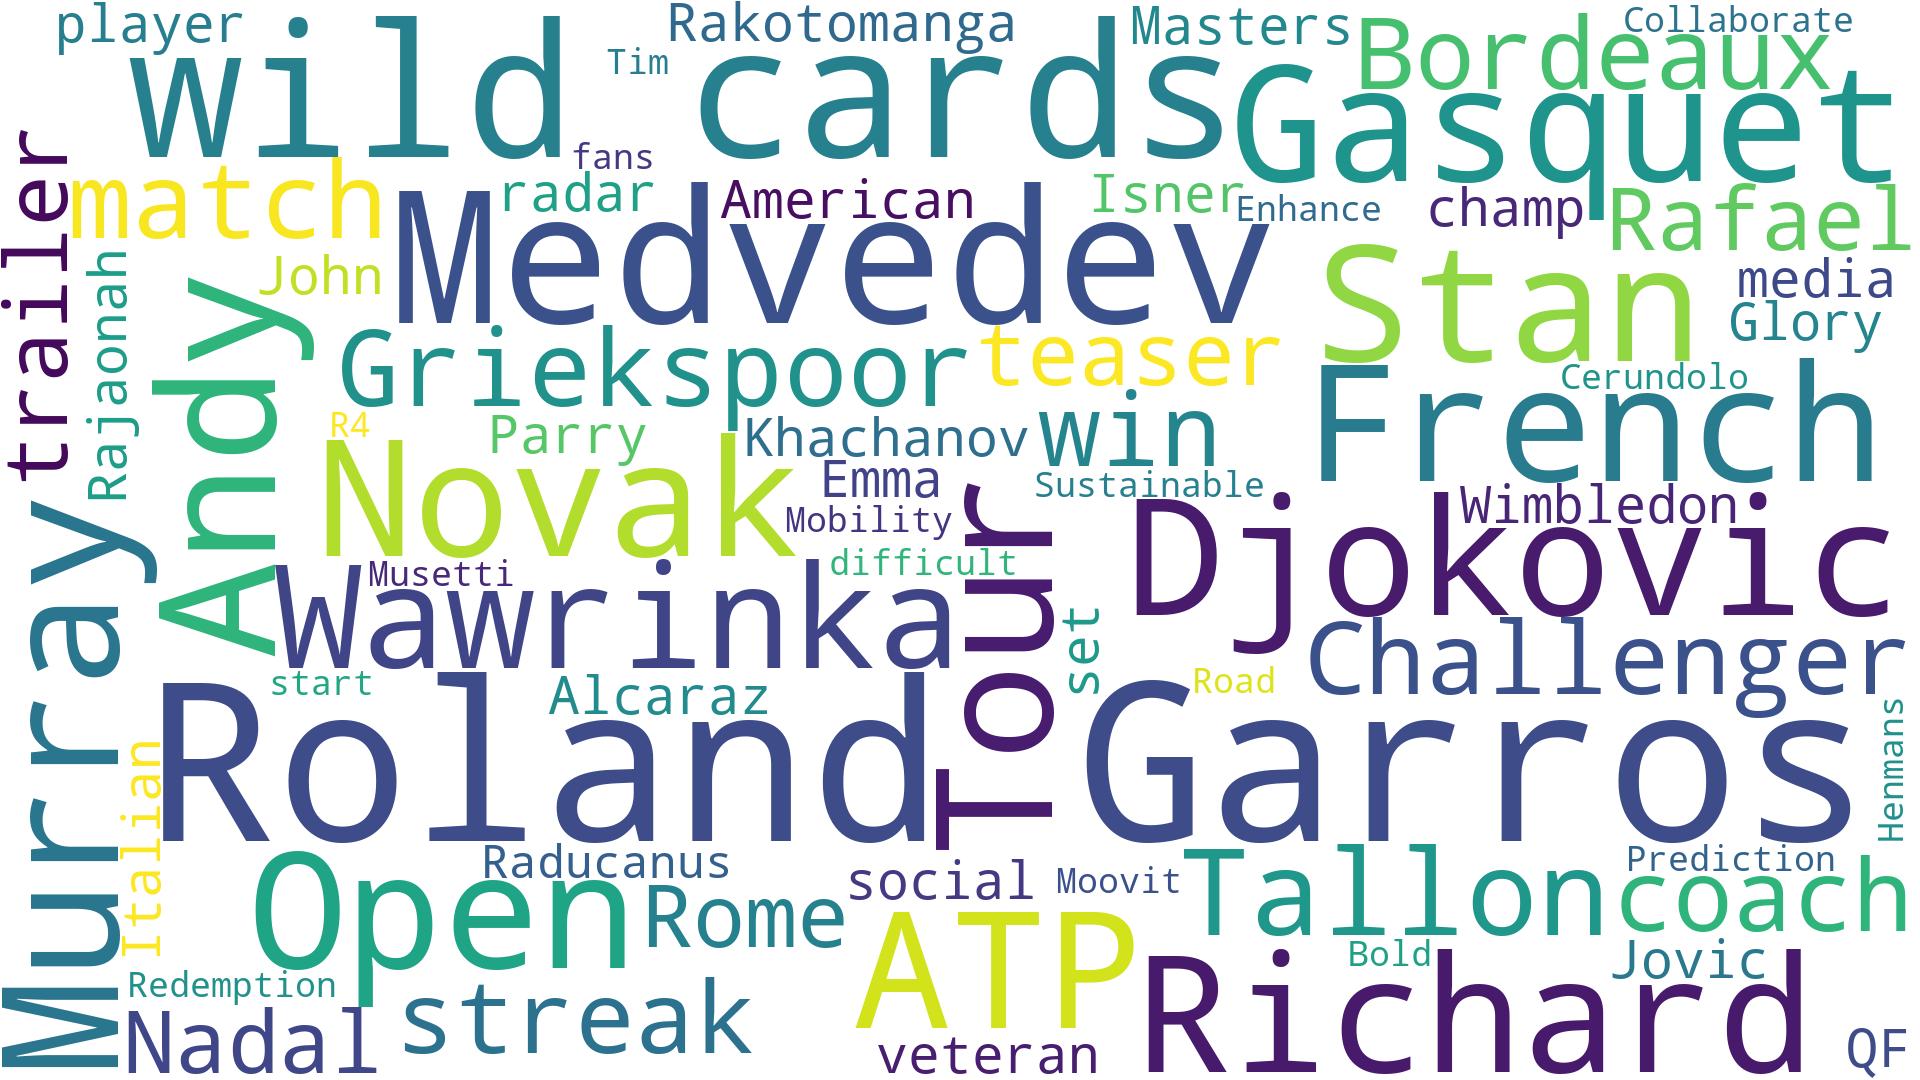 player
wild cards
Tim
Rakotomanga
Masters
Bordeaux
Collaborate
Gasquet
trailer
match
fans
radar
American
Isner
Enhance
champ
Rafael
Medvedev
John
Rajaonah
Andy
Stan
media
Glory
Griekspoor
teaser
French
Cerundolo
R4
Parry
Khachanov
win
Novak
Emma
Sustainable
Mobility
Wimbledon
Djokovic
Murray
Musetti
difficult
Wawrinka
Tour
set
Challenger
start
Alcaraz
Road
Roland
Garros
Henmans
Italian
Raducanus
Open
Rome
social
Moovit
Tallon
Prediction
coach
ATP
Bold
Jovic
Redemption
Nadal
streak
veteran
Richard
QF